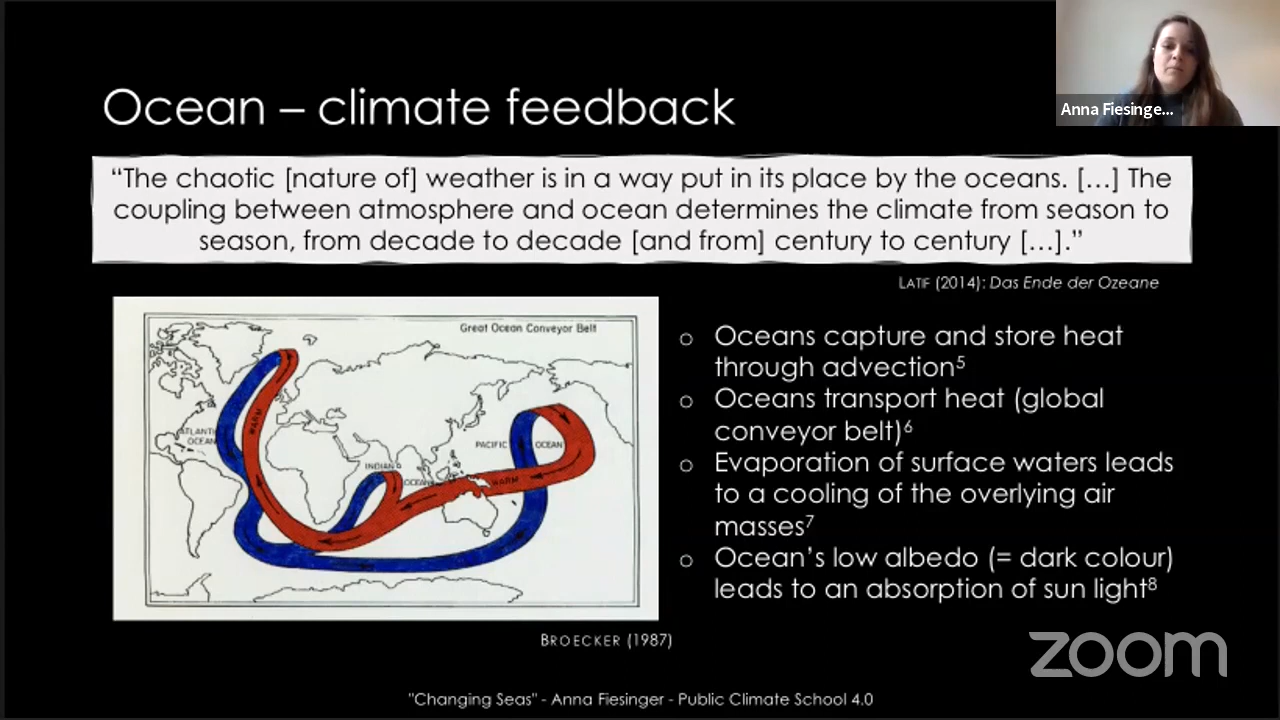 Ocean – climate feedback
Anna Fiesinge...
“The chaotic [nature of] weather is in a way put in its place by the oceans. […] The
coupling between atmosphere and ocean determines the climate from season to
season, from decade to decade [and from] century to century […].”
LATIF (2014): Das Ende der Ozeane
Great Ocean Conveyor Belt
ATLANTIC
OCEAN
WARM
PACIFIC OCEAN
INDIAN
OCEAN
WARM
BROECKER (1987)
o Oceans capture and store heat
through advection⁵
o Oceans transport heat (global
conveyor belt)⁶
o Evaporation of surface waters leads
to a cooling of the overlying air
masses⁷
o Ocean’s low albedo (= dark colour)
leads to an absorption of sun light⁸
zoom
"Changing Seas" - Anna Fiesinger - Public Climate School 4.0